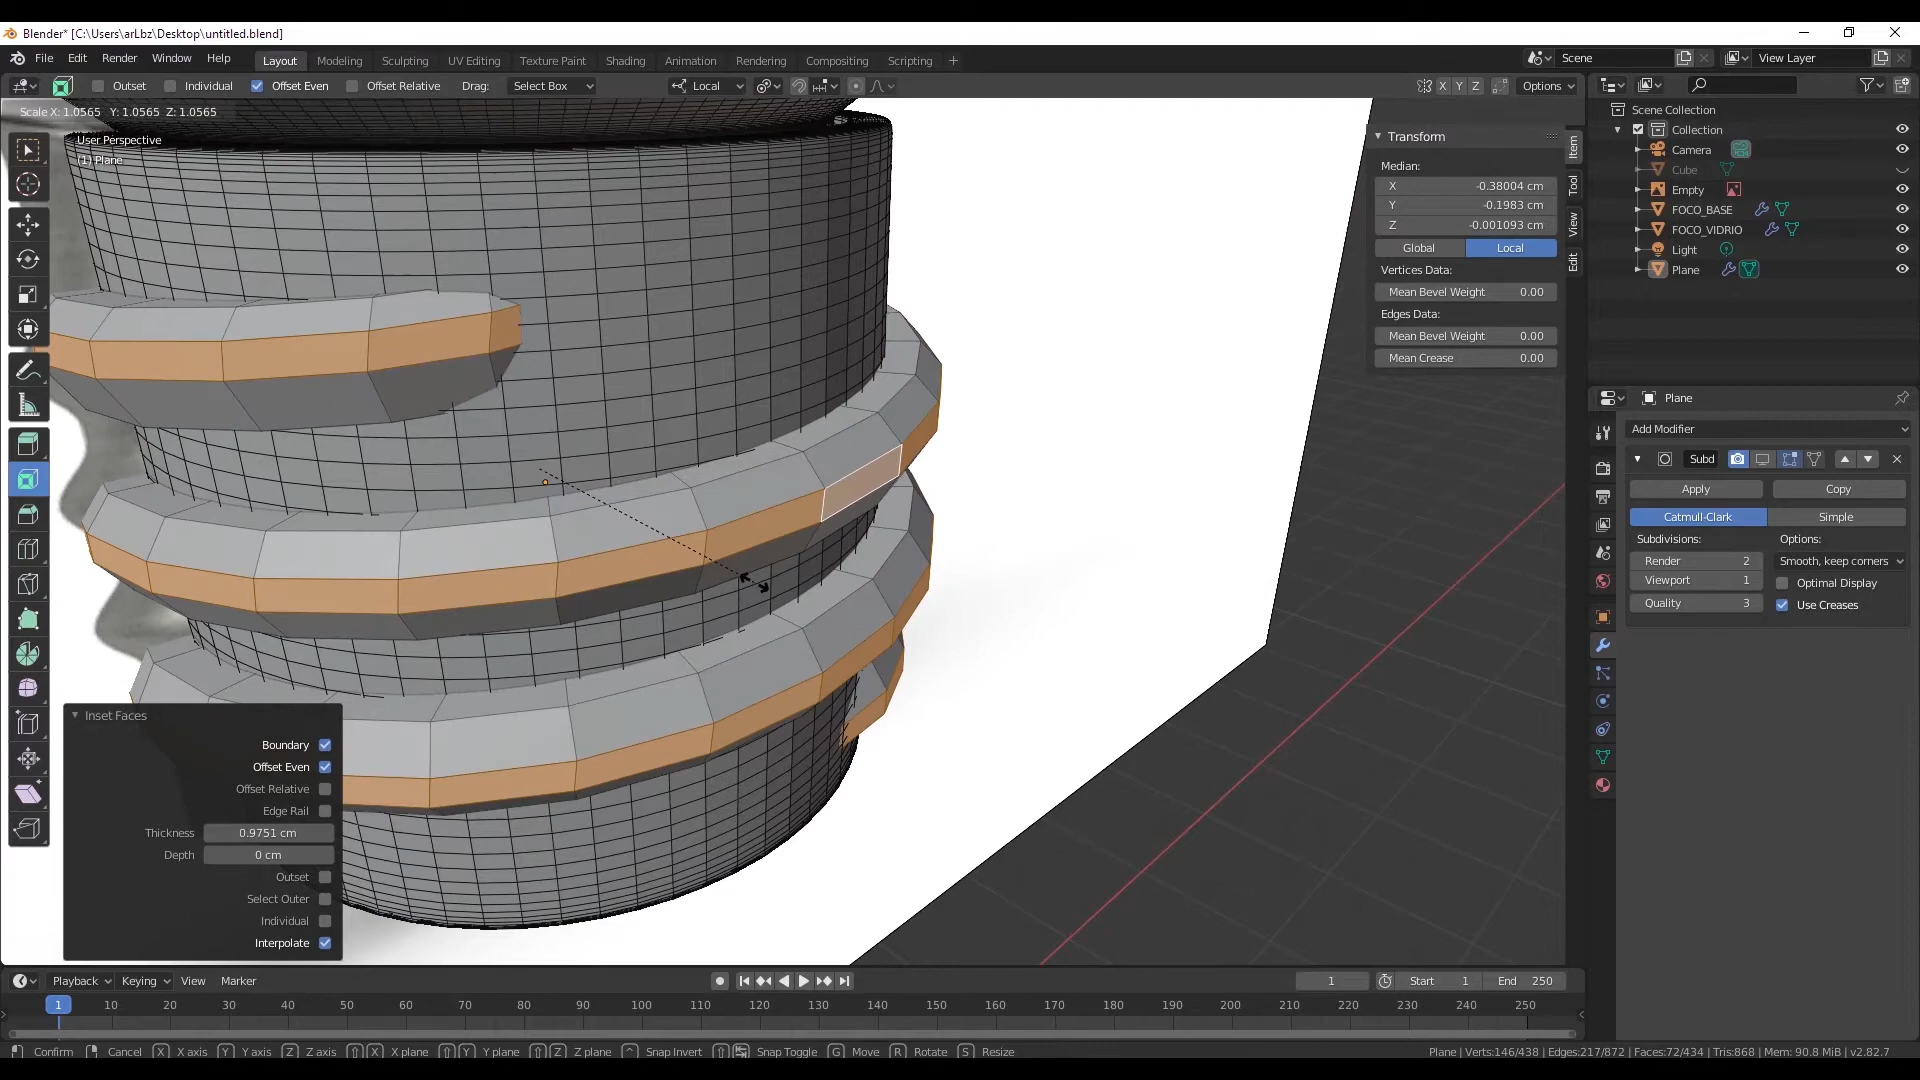 Blender* [C:\Users\arLbz\Desktop\untitled.blend]
File Edit Render Window Help Layout Modeling Sculpting UV Editing Texture Paint Shading Animation Rendering Compositing Scripting + Scene View Layer
Outset Individual Offset Even Offset Relative Drag: Select Box Local X Y Z Options
Scale X: 1.0565 Y: 1.0565 Z: 1.0565
User Perspective
(1) Plane
Transform
Median:
X -0.38004 cm
Y -0.1983 cm
Z -0.001093 cm
Global Local
Vertices Data:
Mean Bevel Weight 0.00
Edges Data:
Mean Bevel Weight 0.00
Mean Crease 0.00
Item
Tool
View
Edit
Scene Collection
Collection
Camera
Cube
Empty
FOCO_BASE
FOCO_VIDRIO
Light
Plane
Plane
Add Modifier
Subd
Apply Copy
Catmull-Clark Simple
Subdivisions: Options:
Render 2 Smooth, keep corners
Viewport 1 Optimal Display
Quality 3 Use Creases
Inset Faces
Boundary
Offset Even
Offset Relative
Edge Rail
Thickness 0.9751 cm
Depth 0 cm
Outset
Select Outer
Individual
Interpolate
Playback Keying View Marker 1 Start 1 End 250
1 10 20 30 40 50 60 70 80 90 100 110 120 130 140 150 160 170 180 190 200 210 220 230 240 250
Confirm Cancel X X axis Y Y axis Z Z axis X X plane Y Y plane Z Z plane ^ Snap Invert Snap Toggle G Move R Rotate S Resize Plane | Verts:146/438 | Edges:217/872 | Faces:72/434 | Tris:868 | Mem: 90.8 MiB | v2.82.7